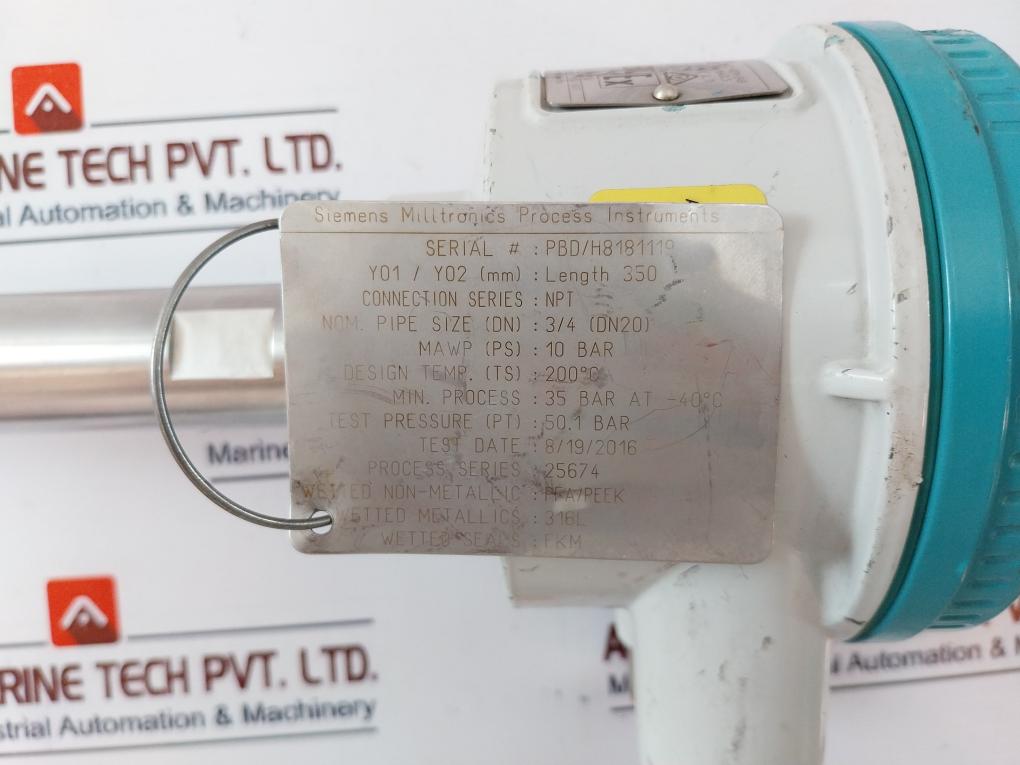 ARINE TECH PVT. LTD.
ial Automation & Machinery
Siemens Milltronics Process Instruments
SERIAL # : PBD/H8181119
Y01 / Y02 (mm) : Length 350
CONNECTION SERIES : NPT
NOM. PIPE SIZE (DN) : 3/4 (DN20)
MAWP (PS) : 10 BAR
DESIGN TEMP. (TS) : 200°C
MIN. PROCESS : 35 BAR AT -40°C
TEST PRESSURE (PT) : 50.1 BAR
TEST DATE : 8/19/2016
PROCESS SERIES : 25674
WETTED NON-METALLIC : PFA/PEEK
WETTED METALLICS : 316L
WETTED SEALS : FKM
Marine
ARINE TECH PVT. LTD.
strial Automation & Machinery
al Automation &